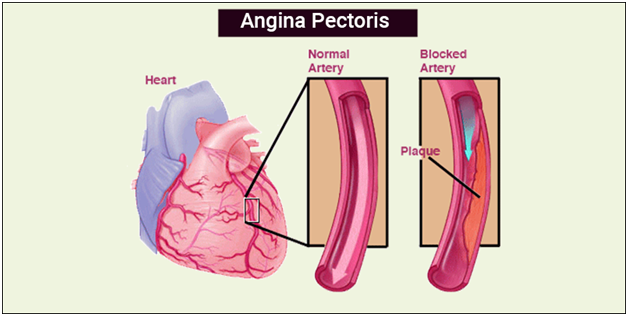 Angina Pectoris
Heart
Normal
Artery
Blocked
Artery
Plaque